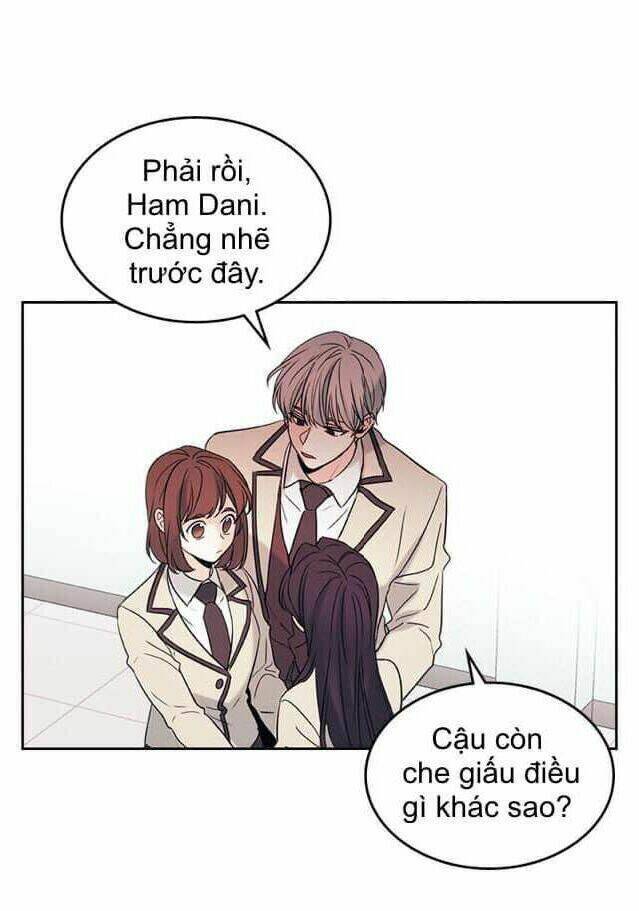 Phải rồi,
Ham Dani.
Chẳng nhẽ
trước đây.
Cậu còn
che giấu điều
gì khác sao?